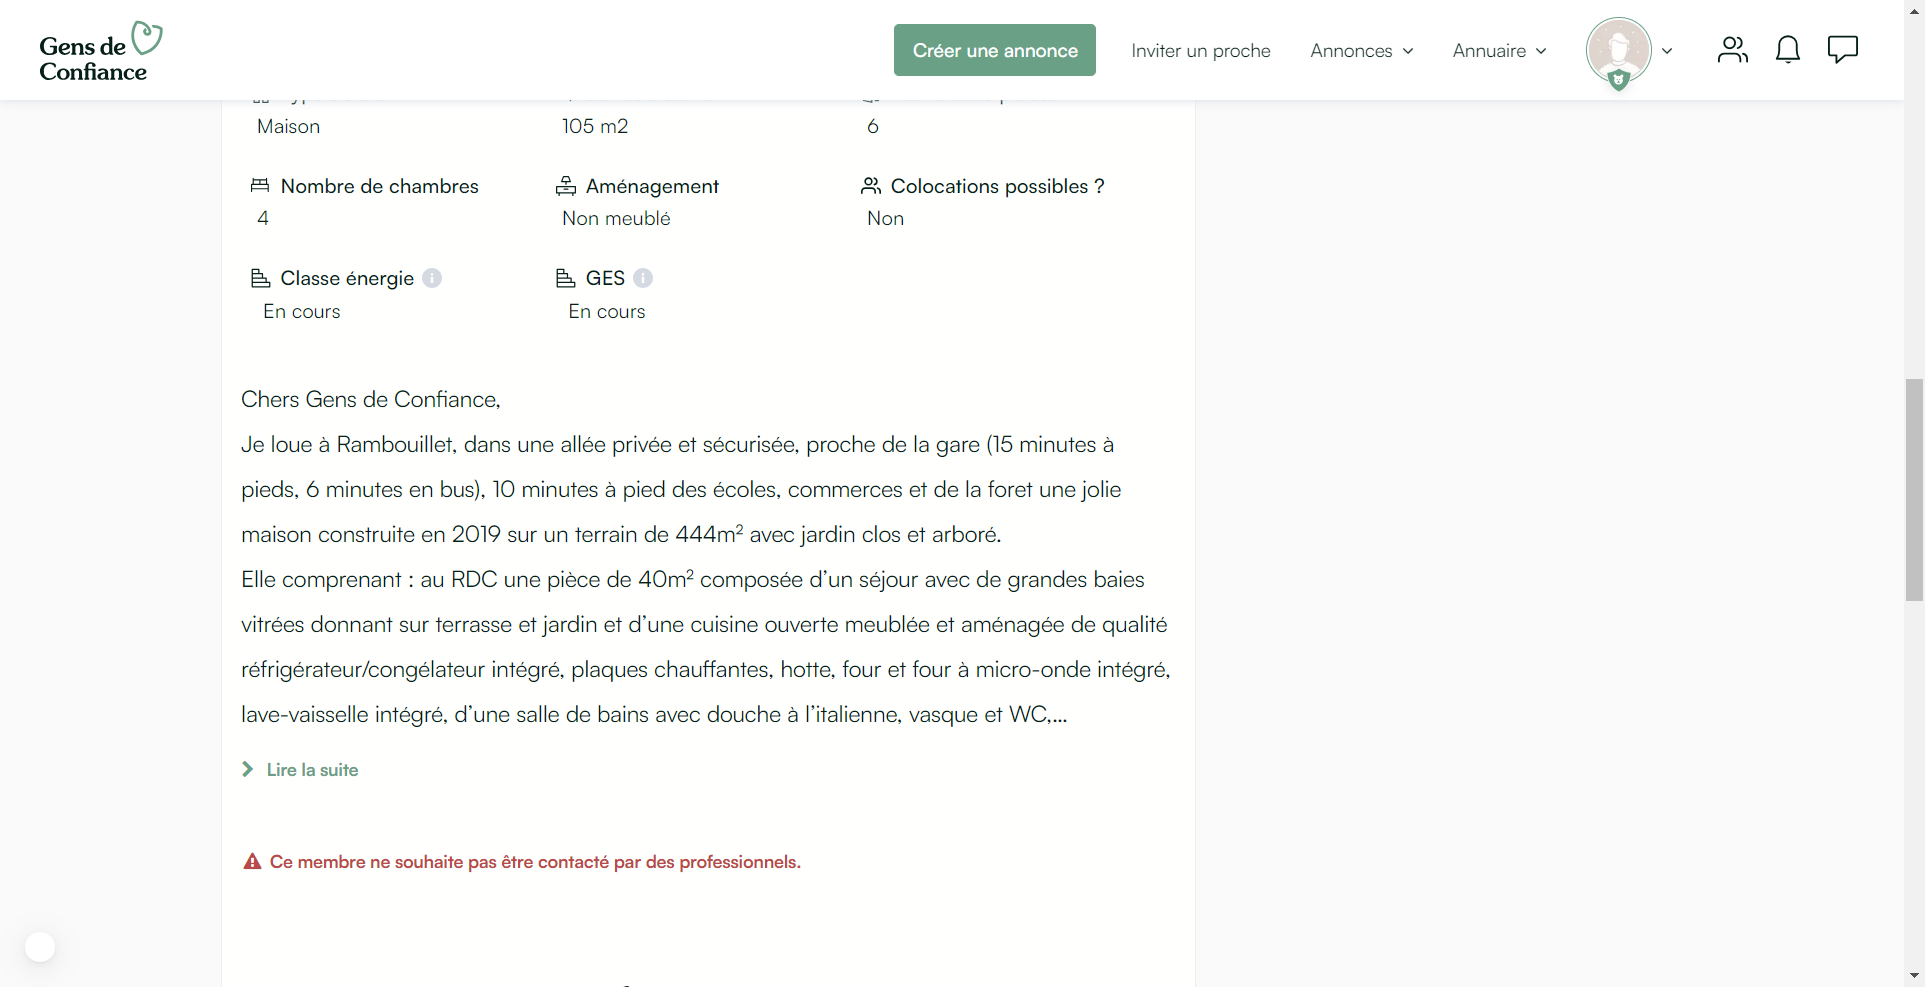 Gens de
Confiance
Créer une annonce
Inviter un proche
Annonces
Annuaire
Maison
105 m2
6
Nombre de chambres
Aménagement
Colocations possibles ?
4
Non meublé
Non
Classe énergie
GES
En cours
En cours
Chers Gens de Confiance,
Je loue à Rambouillet, dans une allée privée et sécurisée, proche de la gare (15 minutes à
pieds, 6 minutes en bus), 10 minutes à pied des écoles, commerces et de la foret une jolie
maison construite en 2019 sur un terrain de 444m² avec jardin clos et arboré.
Elle comprenant : au RDC une pièce de 40m² composée d’un séjour avec de grandes baies
vitrées donnant sur terrasse et jardin et d’une cuisine ouverte meublée et aménagée de qualité
réfrigérateur/congélateur intégré, plaques chauffantes, hotte, four et four à micro-onde intégré,
lave-vaisselle intégré, d’une salle de bains avec douche à l’italienne, vasque et WC,...
Lire la suite
Ce membre ne souhaite pas être contacté par des professionnels.